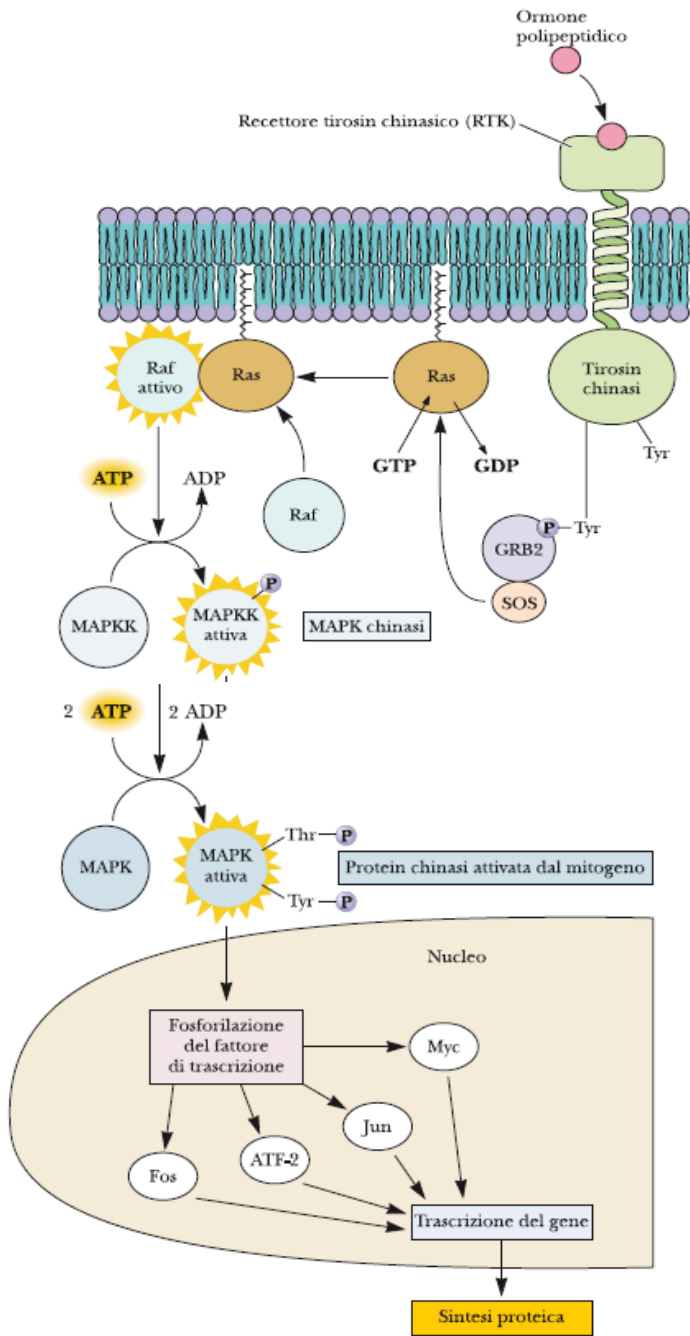 Ormone
polipeptidico
Recettore tirosin chinasico (RTK)
Raf
attivo
Ras
Ras
Tirosin
chinasi
Tyr
GTP
GDP
ATP
ADP
Raf
P
Tyr
GRB2
SOS
P
MAPKK
MAPKK
attiva
MAPK chinasi
2 ATP
2 ADP
MAPK
MAPK
attiva
Thr
P
Tyr
P
Protein chinasi attivata dal mitogeno
Nucleo
Fosforilazione
del fattore
di trascrizione
Myc
Jun
ATF-2
Fos
Trascrizione del gene
Sintesi proteica